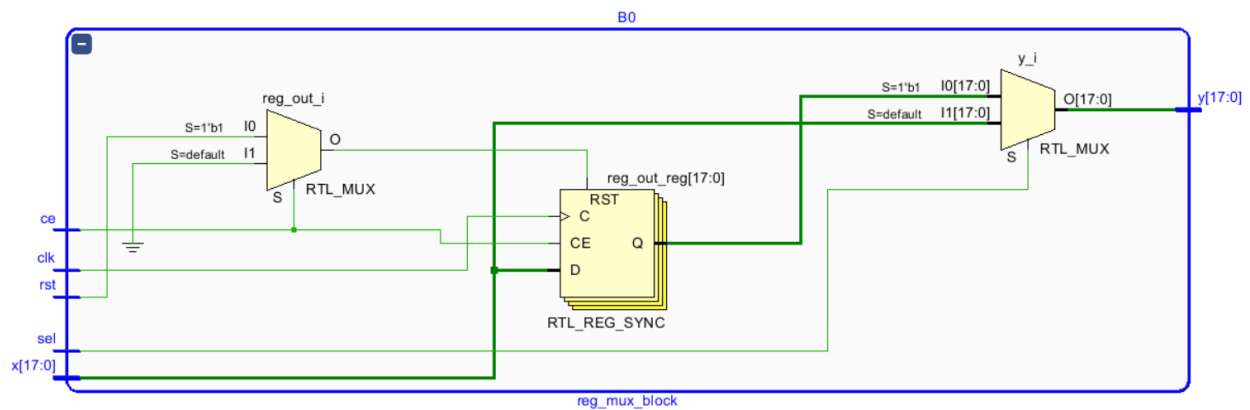 B0
−
y_i
S=1'b1 I0[17:0]
S=default I1[17:0]
O[17:0]
y[17:0]
S
RTL_MUX
reg_out_i
S=1'b1 I0
S=default I1
O
S
RTL_MUX
reg_out_reg[17:0]
RST
C
CE Q
D
RTL_REG_SYNC
ce
clk
rst
sel
x[17:0]
reg_mux_block